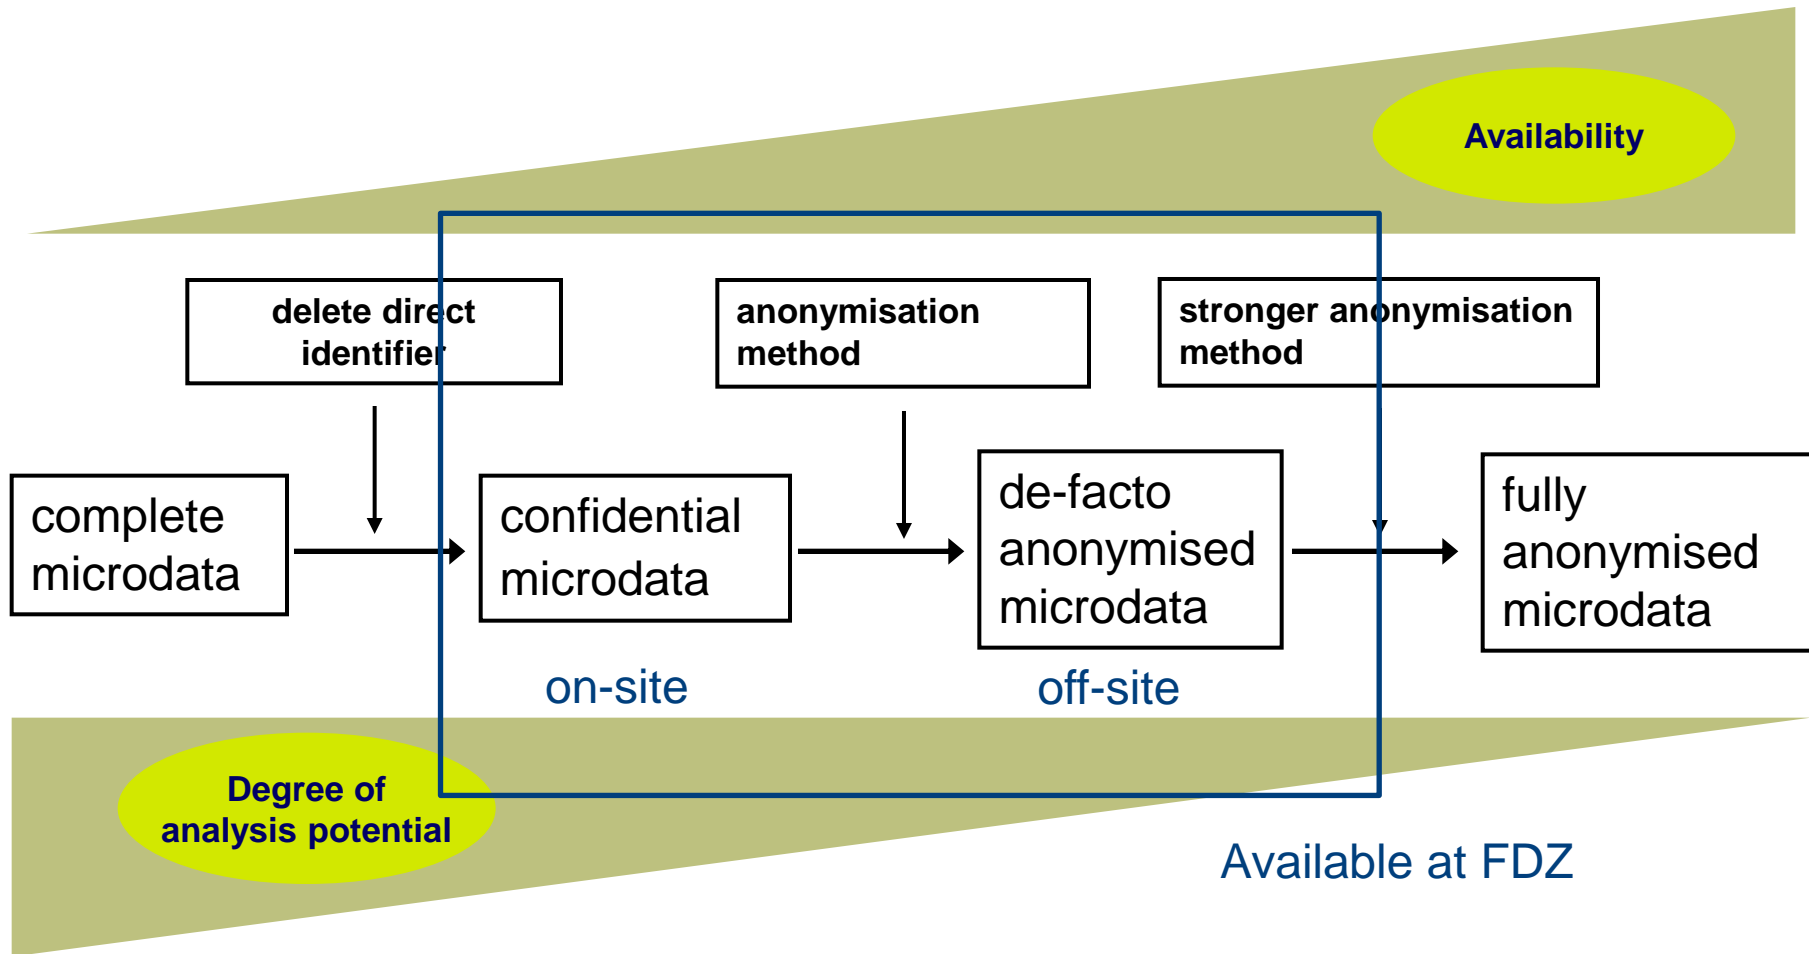 Availability
delete direct
identifier
anonymisation
method
stronger anonymisation
method
complete
microdata
confidential
microdata
de-facto
anonymised
microdata
fully
anonymised
microdata
on-site
off-site
Degree of
analysis potential
Available at FDZ